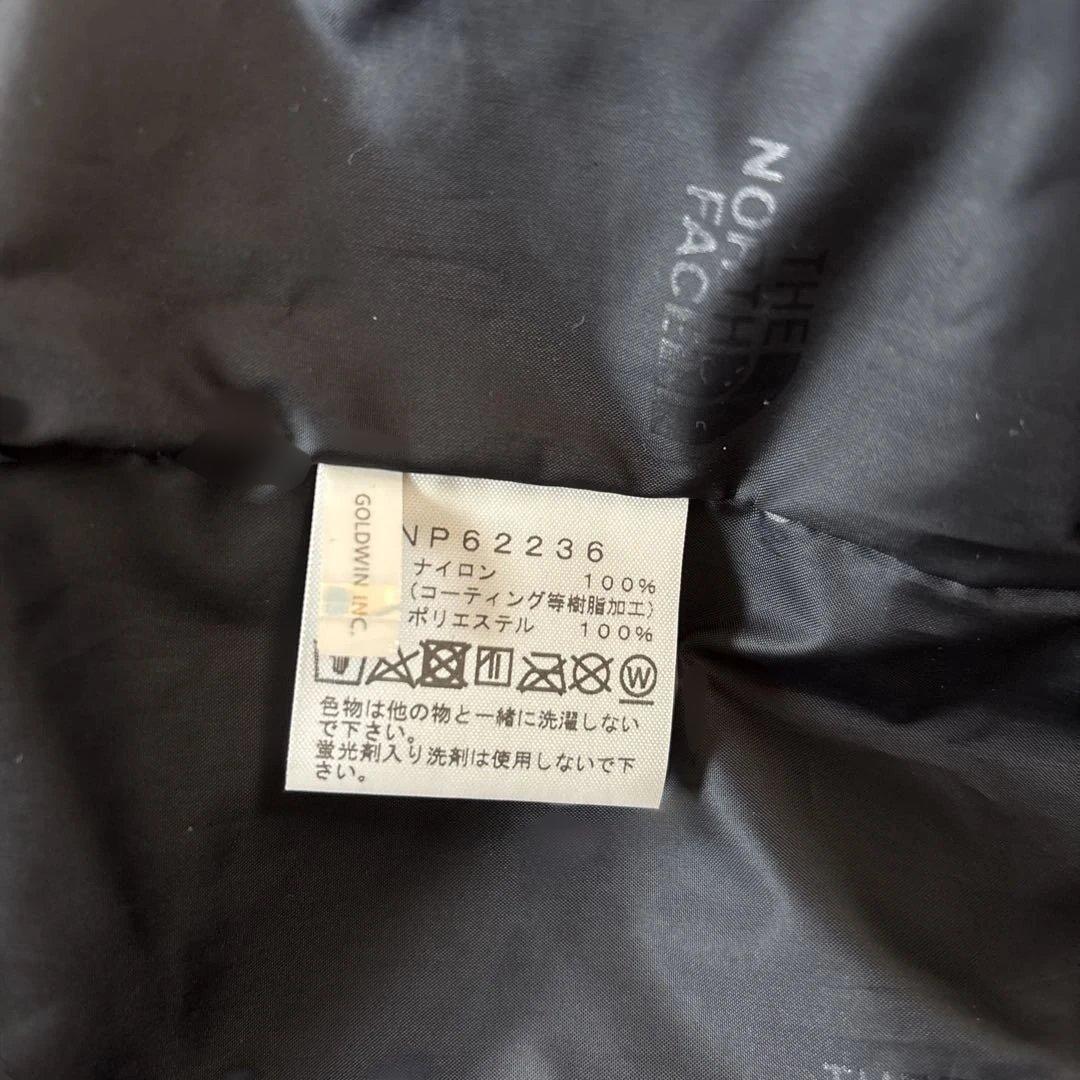 THE
NORTH
FACE
GOLDWIN INC.
NP62236
ナイロン 100%
(コーティング等樹脂加工)
ポリエステル 100%
W
色物は他の物と一緒に洗濯しない
で下さい。
蛍光剤入り洗剤は使用しないで下
さい。